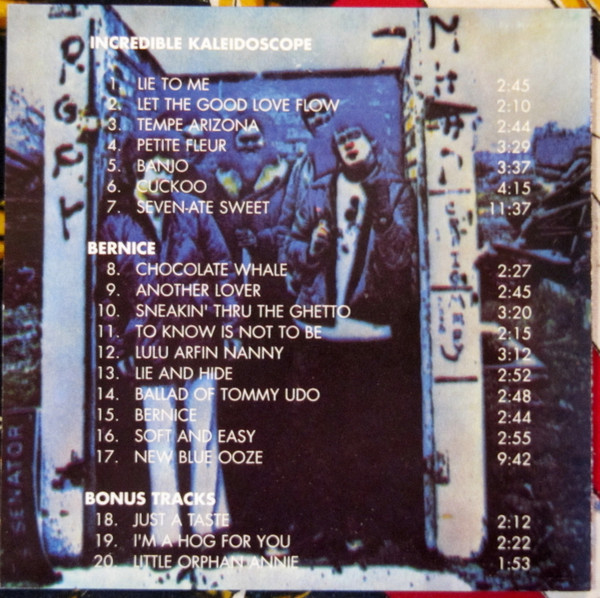 INCREDIBLE KALEIDOSCOPE
1. LIE TO ME 2:45
2. LET THE GOOD LOVE FLOW 2:10
3. TEMPE ARIZONA 2:44
4. PETITE FLEUR 3:29
5. BANJO 3:37
6. CUCKOO 4:15
7. SEVEN-ATE SWEET 11:37
BERNICE
8. CHOCOLATE WHALE 2:27
9. ANOTHER LOVER 2:45
10. SNEAKIN' THRU THE GHETTO 3:20
11. TO KNOW IS NOT TO BE 2:15
12. LULU ARFIN NANNY 3:12
13. LIE AND HIDE 2:52
14. BALLAD OF TOMMY UDO 2:48
15. BERNICE 2:44
16. SOFT AND EASY 2:55
17. NEW BLUE OOZE 9:42
BONUS TRACKS
18. JUST A TASTE 2:12
19. I'M A HOG FOR YOU 2:22
20. LITTLE ORPHAN ANNIE 1:53
SENATOR